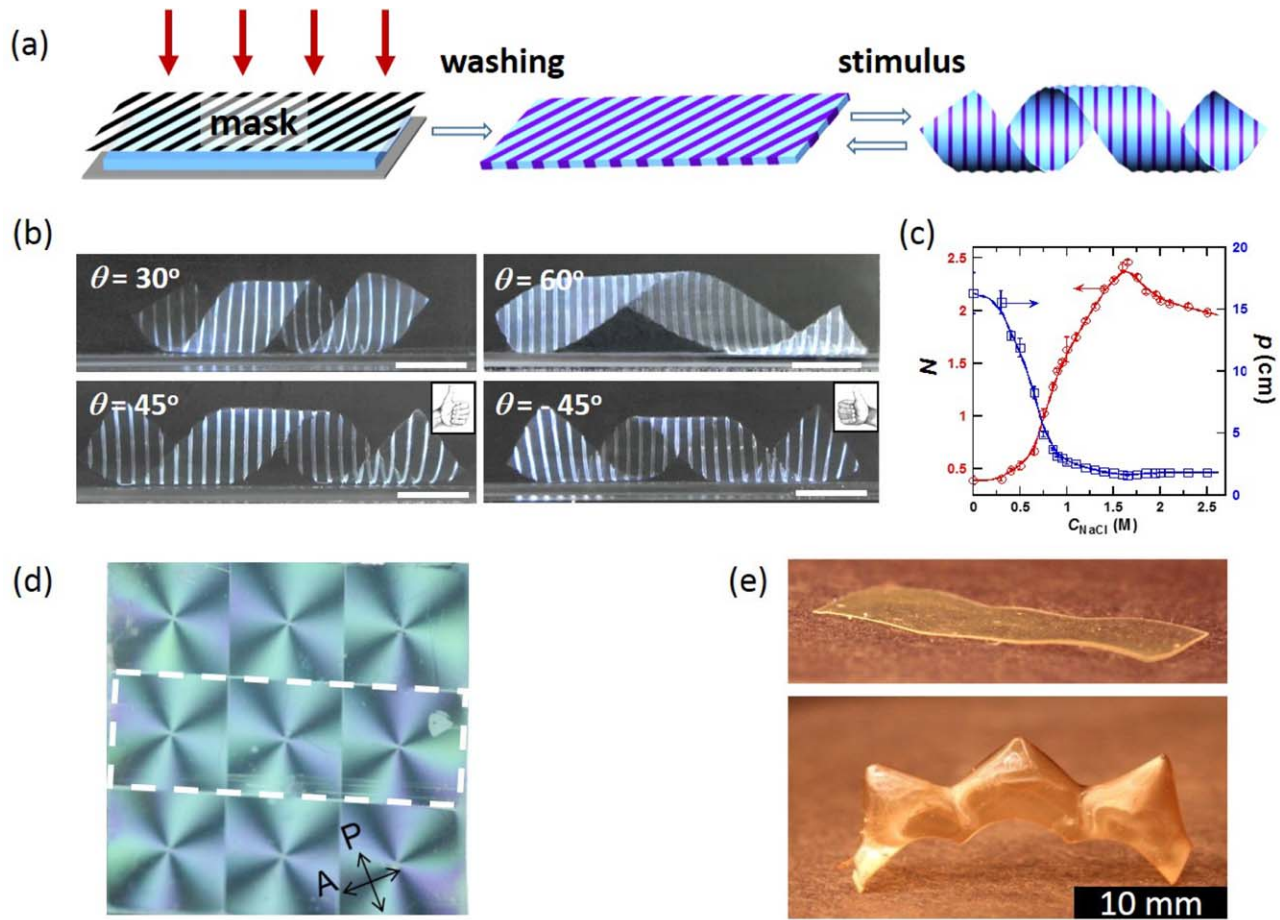 (a)
mask
washing
stimulus
(b)
θ = 30°
θ = 60°
θ = 45°
θ = - 45°
(c)
N
2.5
2
1.5
1
0.5
0
0.5
1
1.5
2
2.5
C NaCl (M)
20
15
10
5
0
p (cm)
(d)
P
A
(e)
10 mm